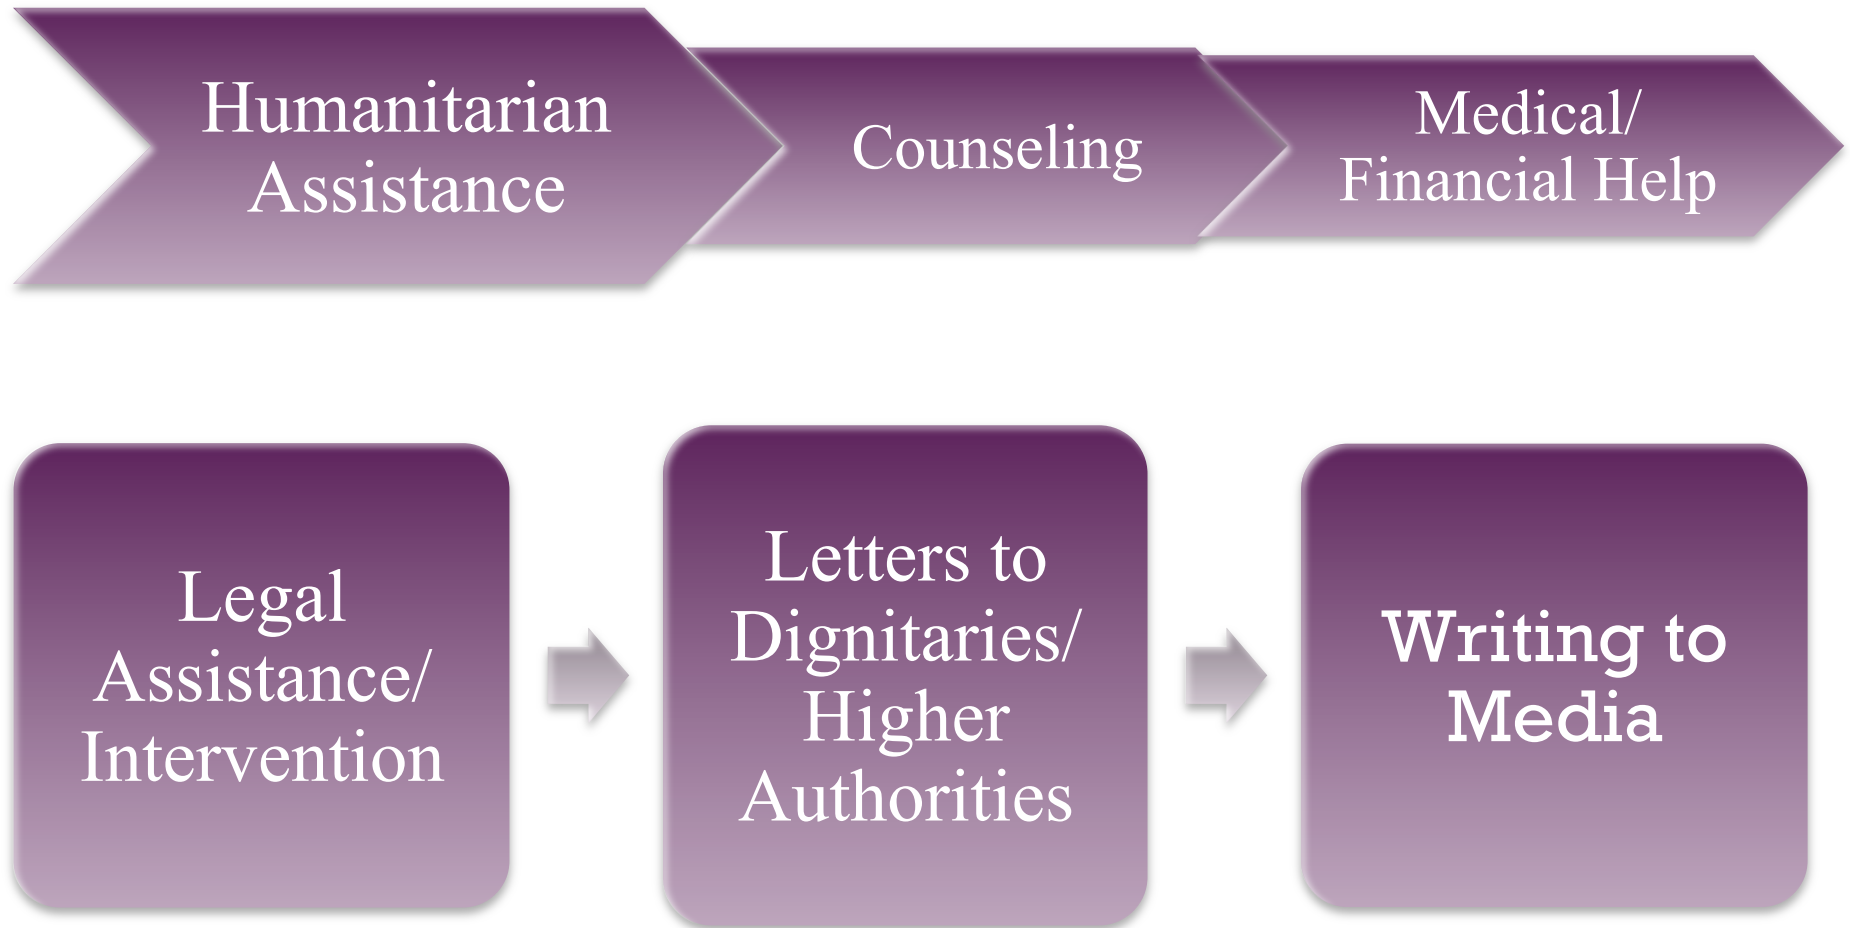 Humanitarian
Assistance
Counseling
Medical/
Financial Help
Legal
Assistance/
Intervention
Letters to
Dignitaries/
Higher
Authorities
Writing to
Media